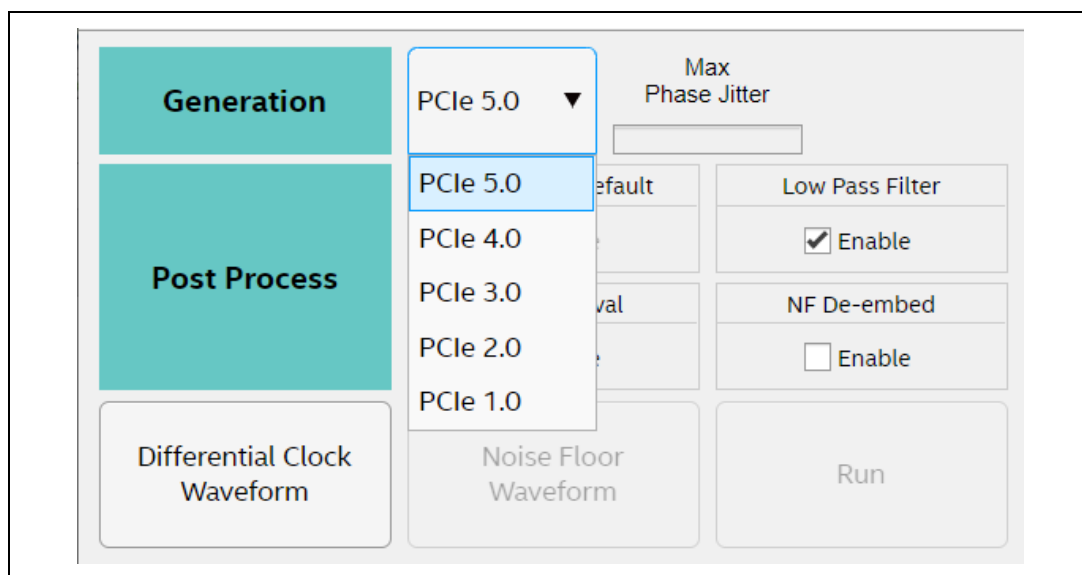 Generation
PCIe 5.0
Max
Phase Jitter
PCIe 5.0
PCIe 4.0
PCIe 3.0
PCIe 2.0
PCIe 1.0
Post Process
Low Pass Filter
Enable
NF De-embed
Enable
Differential Clock
Waveform
Noise Floor
Waveform
Run